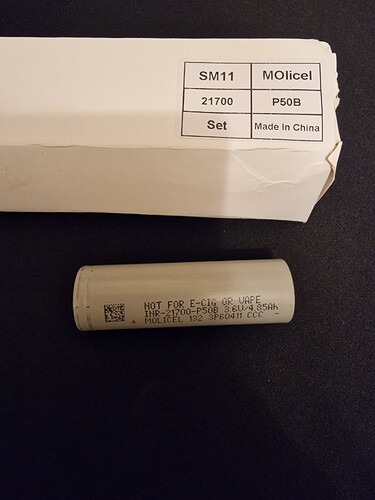 SM11 MOlicel
21700 P50B
Set Made In China
NOT FOR E-CIG OR VAPE
INR-21700-P50B 3.6V/4.85Ah
+ MOLICEL 132 3P60411 CCC -